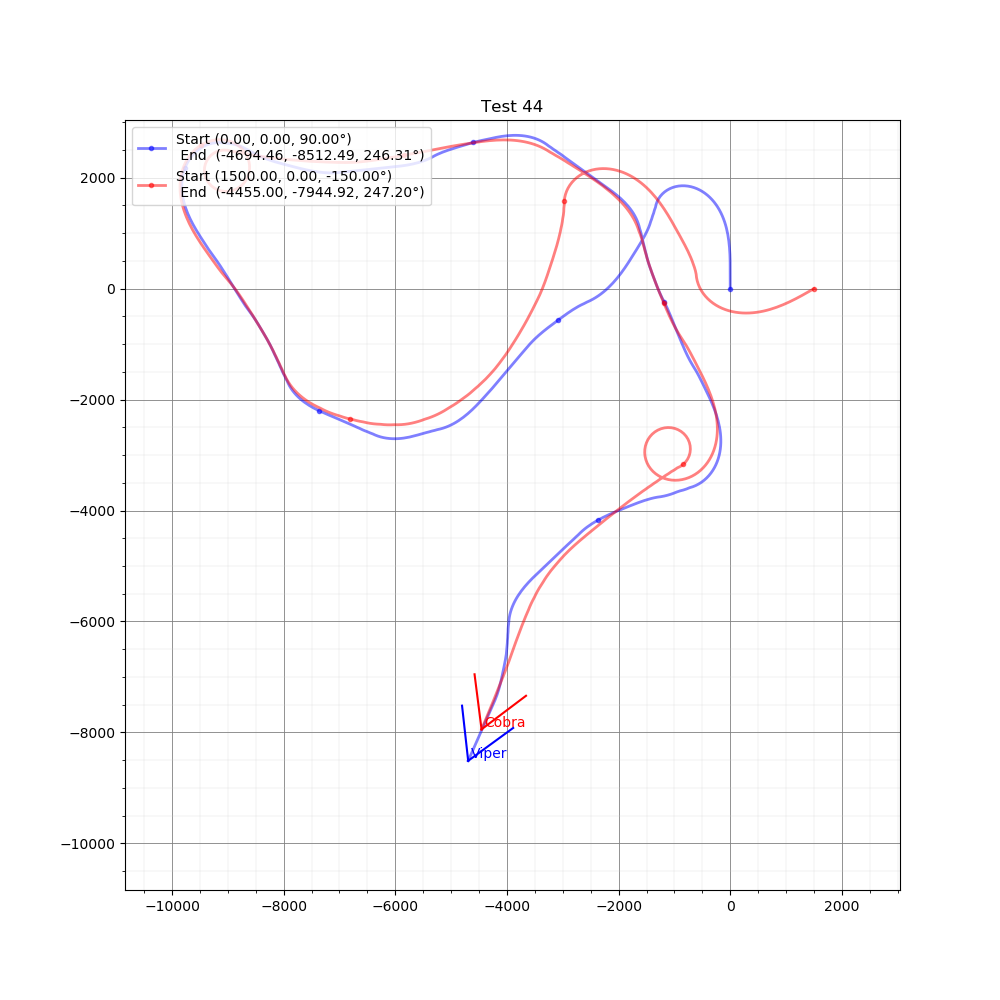 Test 44
Start (0.00, 0.00, 90.00°)
End (-4694.46, -8512.49, 246.31°)
Start (1500.00, 0.00, -150.00°)
End (-4455.00, -7944.92, 247.20°)
2000
0
−2000
−4000
−6000
−8000
−10000
Cobra
Viper
−10000 −8000 −6000 −4000 −2000 0 2000